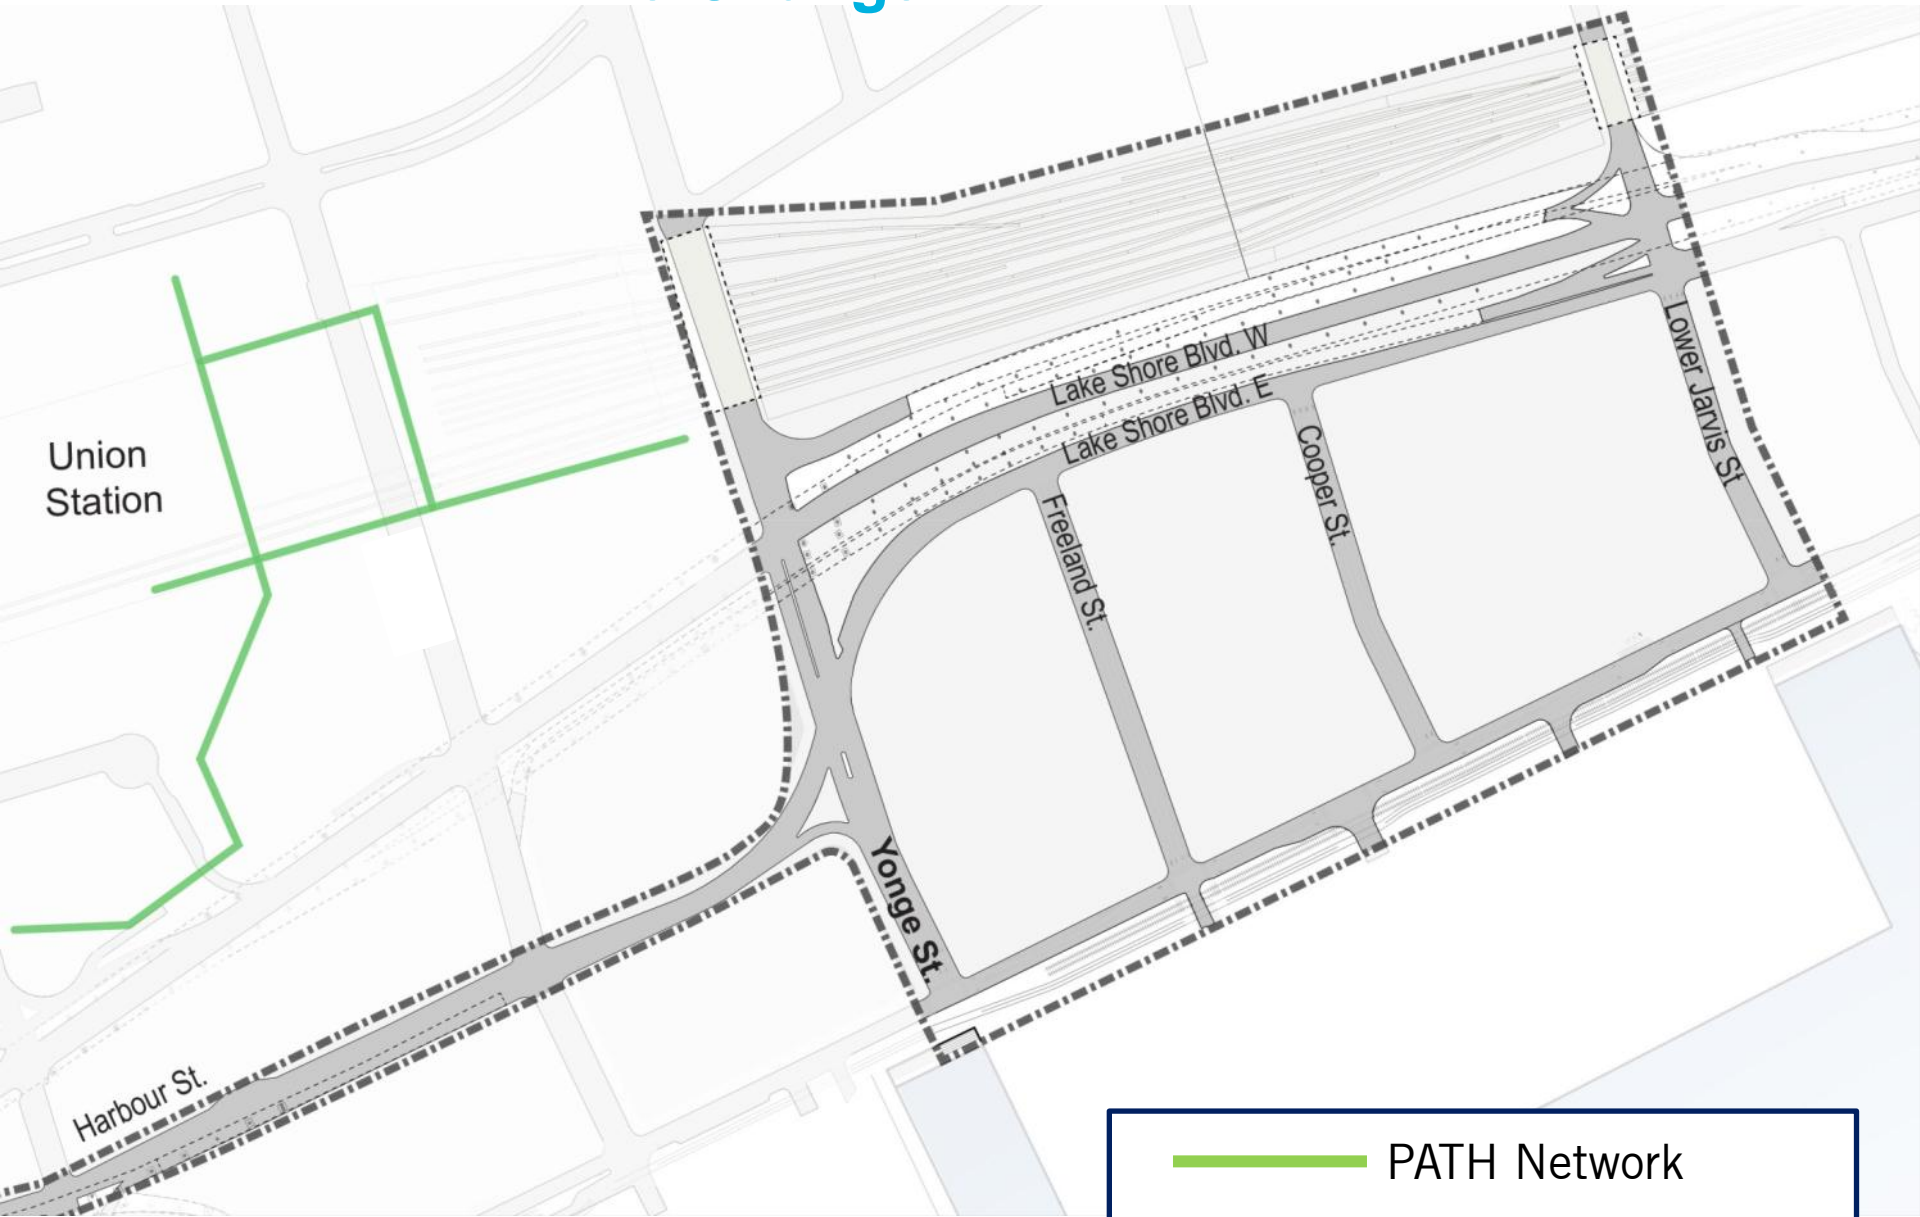 Union
Station
Lake Shore Blvd. W
Lake Shore Blvd. E
Lower Jarvis St
Cooper St.
Freeland St.
Yonge St.
Harbour St.
PATH Network